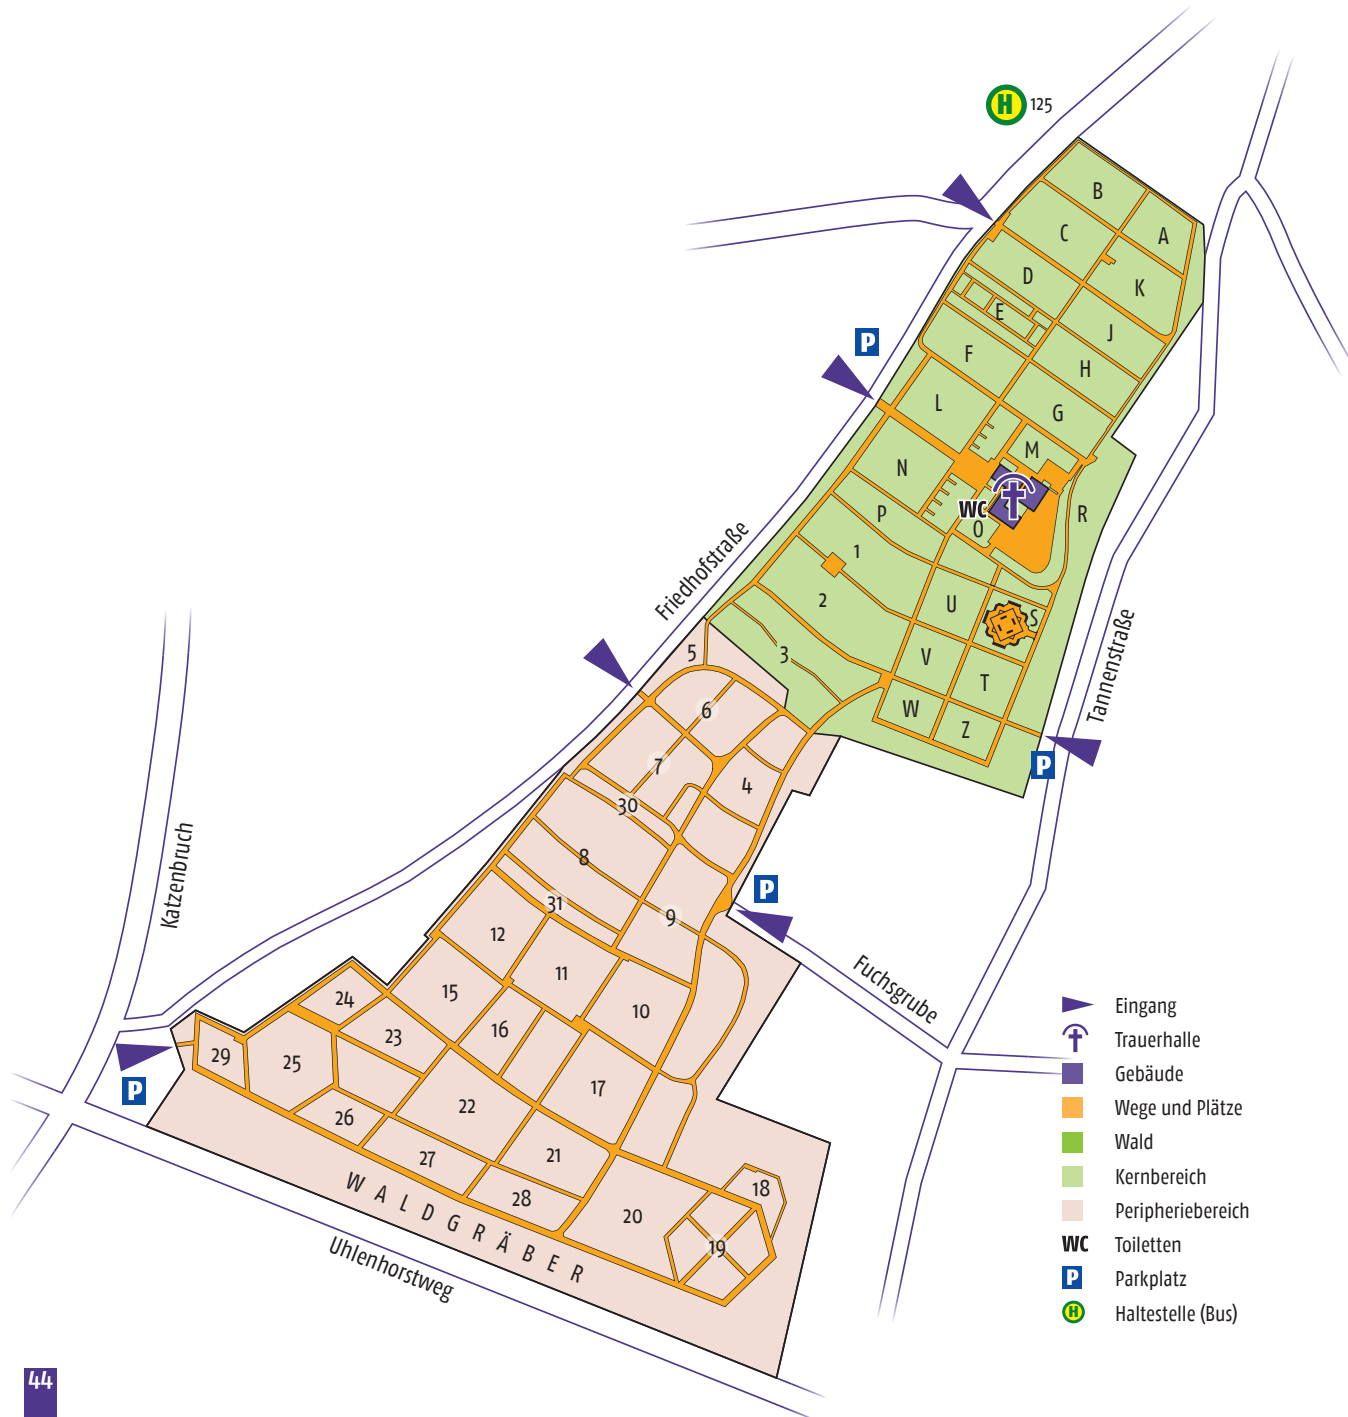 H 125
B
A
C
D
K
E
J
P
F
H
L
G
M
N
WC
P
O
R
1
2
U
S
Friedhofstraße
3
V
T
5
W
Z
6
Tannenstraße
7
4
P
30
8
Katzenbruch
P
31
9
12
11
Fuchsgrube
15
10
24
16
23
29
25
17
P
22
26
21
27
18
28
20
19
WALDGRÄBER
Uhlenhorstweg
Eingang
Trauerhalle
Gebäude
Wege und Plätze
Wald
Kernbereich
Peripheriebereich
WC Toiletten
P Parkplatz
H Haltestelle (Bus)
44